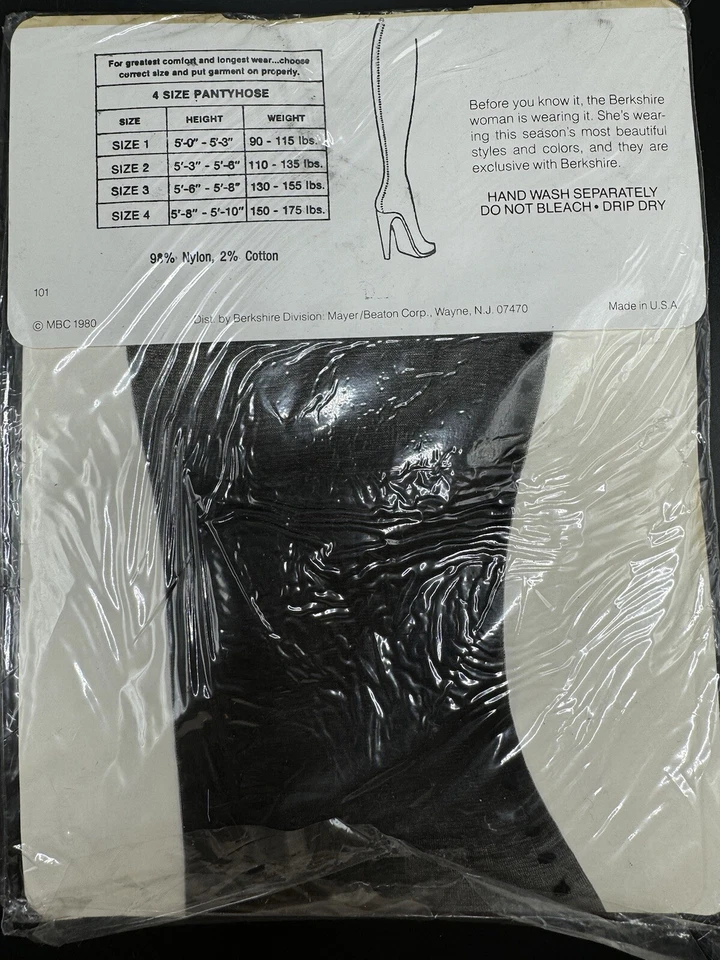 For greatest comfort and longest wear...choose
correct size and put garment on properly.
4 SIZE PANTYHOSE
SIZE HEIGHT WEIGHT
SIZE 1 5'-0" - 5'-3" 90 - 115 lbs.
SIZE 2 5'-3" - 5'-6" 110 - 135 lbs.
SIZE 3 5'-6" - 5'-8" 130 - 155 lbs.
SIZE 4 5'-8" - 5'-10" 150 - 175 lbs.
98% Nylon, 2% Cotton
Before you know it, the Berkshire
woman is wearing it. She's wear-
ing this season's most beautiful
styles and colors, and they are
exclusive with Berkshire.
HAND WASH SEPARATELY
DO NOT BLEACH • DRIP DRY
101
© MBC 1980
Dist. by Berkshire Division: Mayer/Beaton Corp., Wayne, N.J. 07470
Made in U.S.A